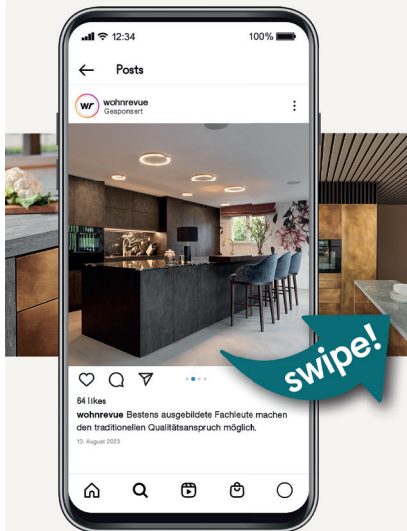 12:34
100%
Posts
wr
wohnrevue
Gesponsert
swipe!
64 likes
wohnrevue Bestens ausgebildete Fachleute machen
den traditionellen Qualitätsanspruch möglich.
13. August 2023